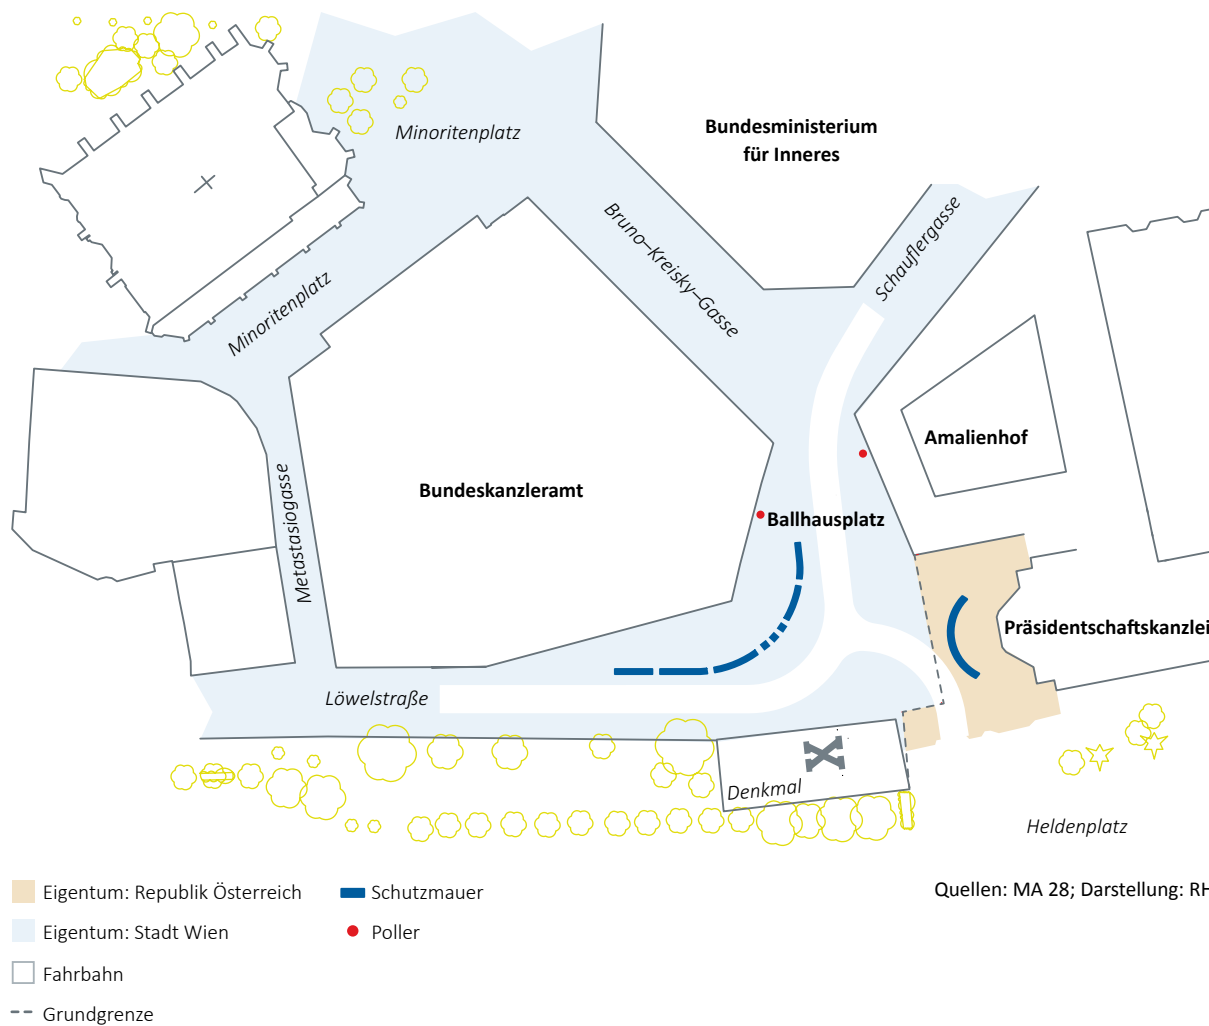 Minoritenplatz
Bundesministerium
für Inneres
Bruno–Kreisky–Gasse
Schauflergasse
Minoritenplatz
Amalienhof
Bundeskanzleramt
Metastasiogasse
Ballhausplatz
Präsidentschaftskanzlei
Löwelstraße
Denkmal
Heldenplatz
Eigentum: Republik Österreich
Schutzmauer
Quellen: MA 28; Darstellung: RH
Eigentum: Stadt Wien
Poller
Fahrbahn
Grundgrenze